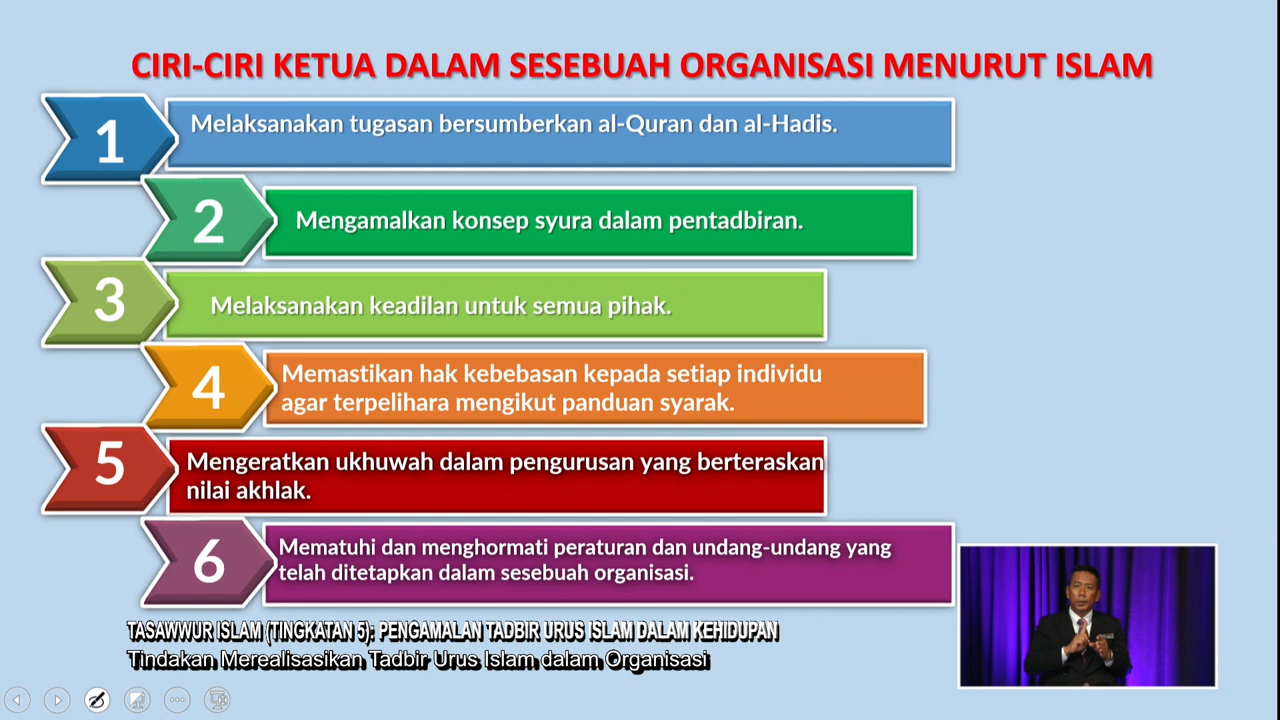 CIRI-CIRI KETUA DALAM SESEBUAH ORGANISASI MENURUT ISLAM
1
Melaksanakan tugasan bersumberkan al-Quran dan al-Hadis.
2
Mengamalkan konsep syura dalam pentadbiran.
3
Melaksanakan keadilan untuk semua pihak.
4
Memastikan hak kebebasan kepada setiap individu
agar terpelihara mengikut panduan syarak.
5
Mengeratkan ukhuwah dalam pengurusan yang berteraskan
nilai akhlak.
6
Mematuhi dan menghormati peraturan dan undang-undang yang
telah ditetapkan dalam sesebuah organisasi.
TASAWWUR ISLAM (TINGKATAN 5): PENGAMALAN TADBIR URUS ISLAM DALAM KEHIDUPAN
Tindakan Merealisasikan Tadbir Urus Islam dalam Organisasi